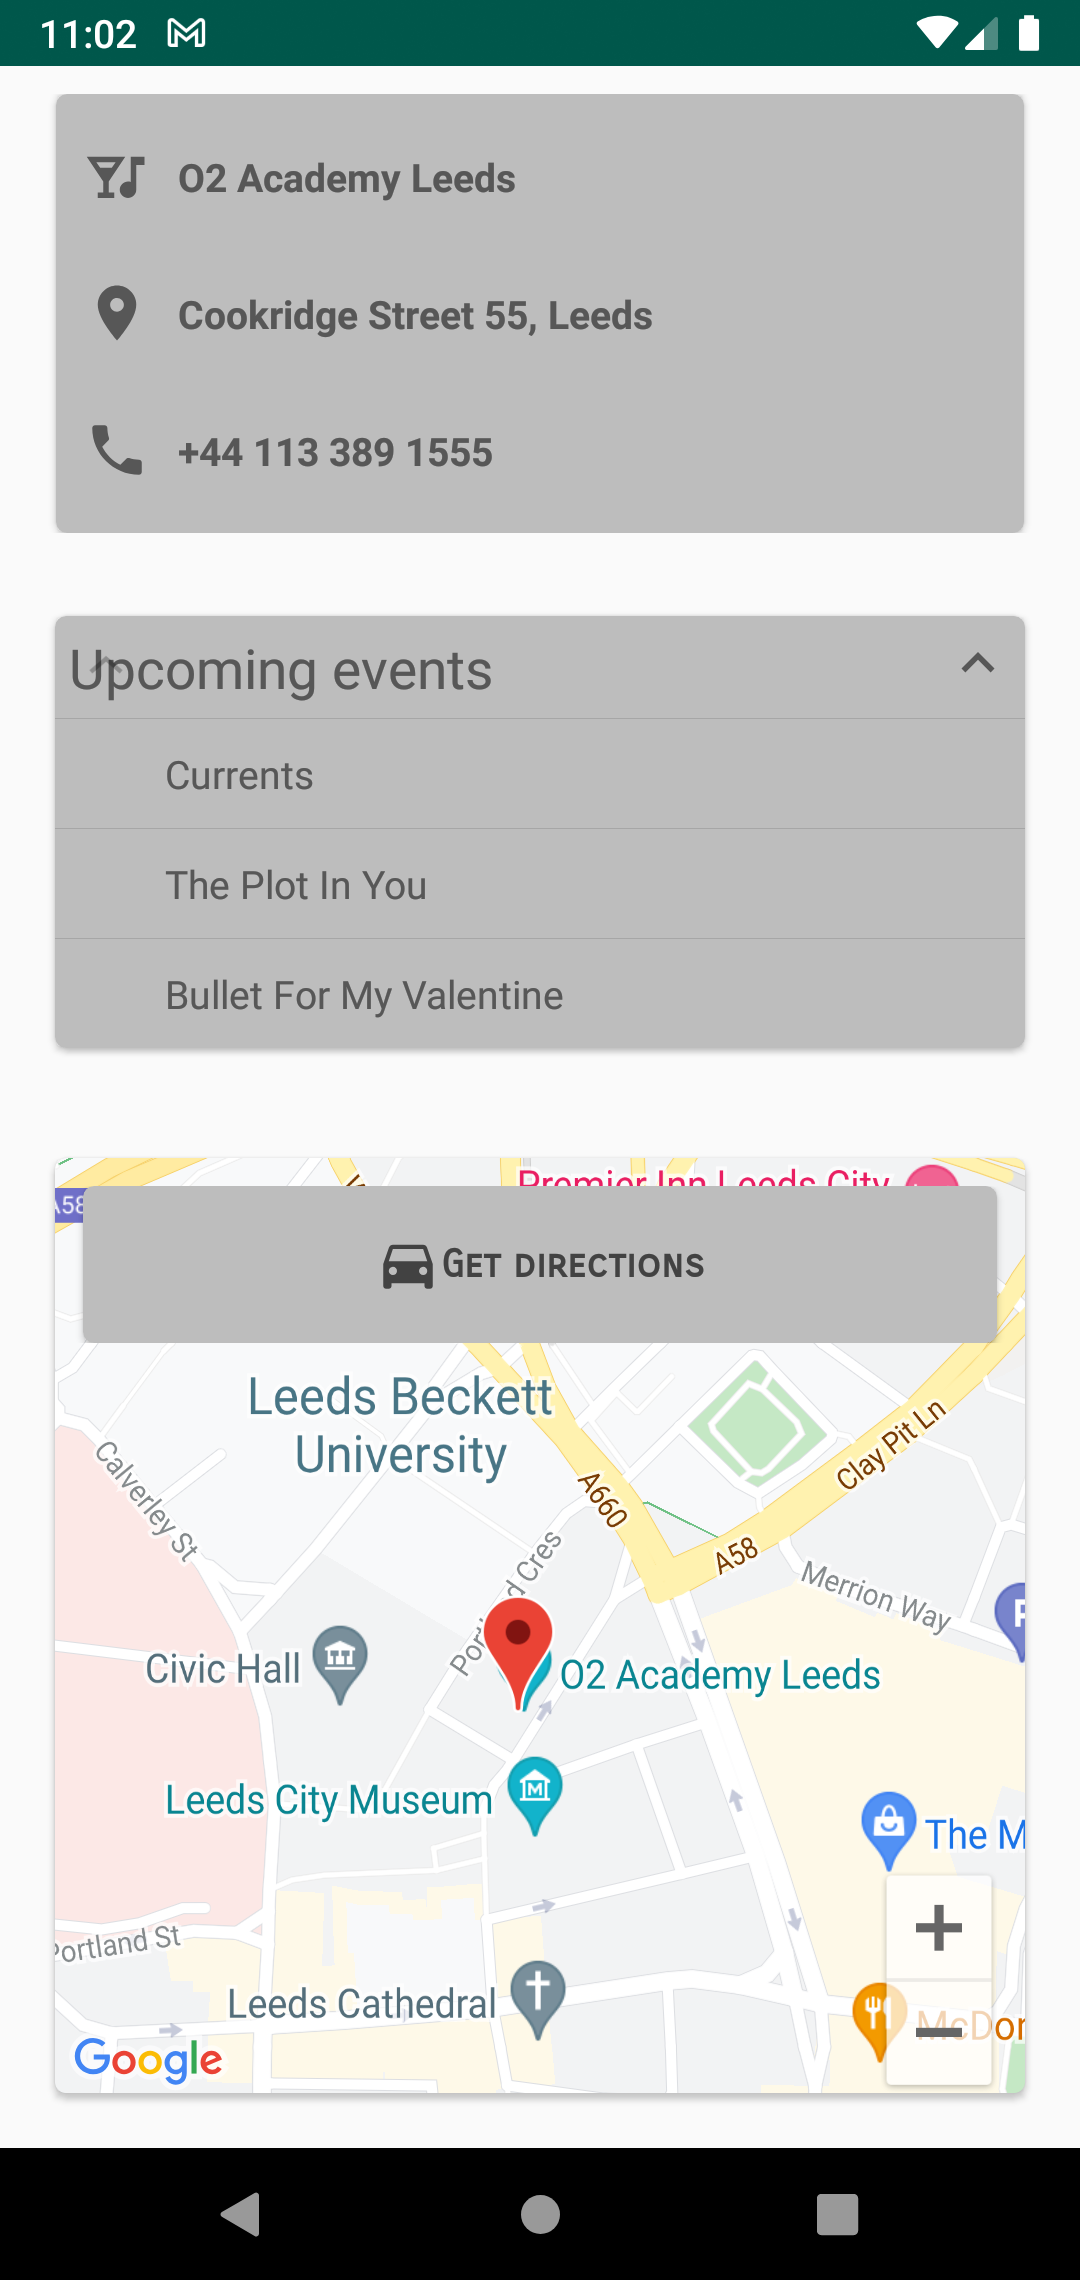 11:02
O2 Academy Leeds
Cookridge Street 55, Leeds
+44 113 389 1555
Upcoming events
Currents
The Plot In You
Bullet For My Valentine
Premier Inn Leeds City
A58
GET DIRECTIONS
Leeds Beckett
University
Calverley St
A660
Clay Pit Ln
A58
Merrion Way
Cres
P
Civic Hall
O2 Academy Leeds
Leeds City Museum
The M
Portland St
Leeds Cathedral
McDon
Google